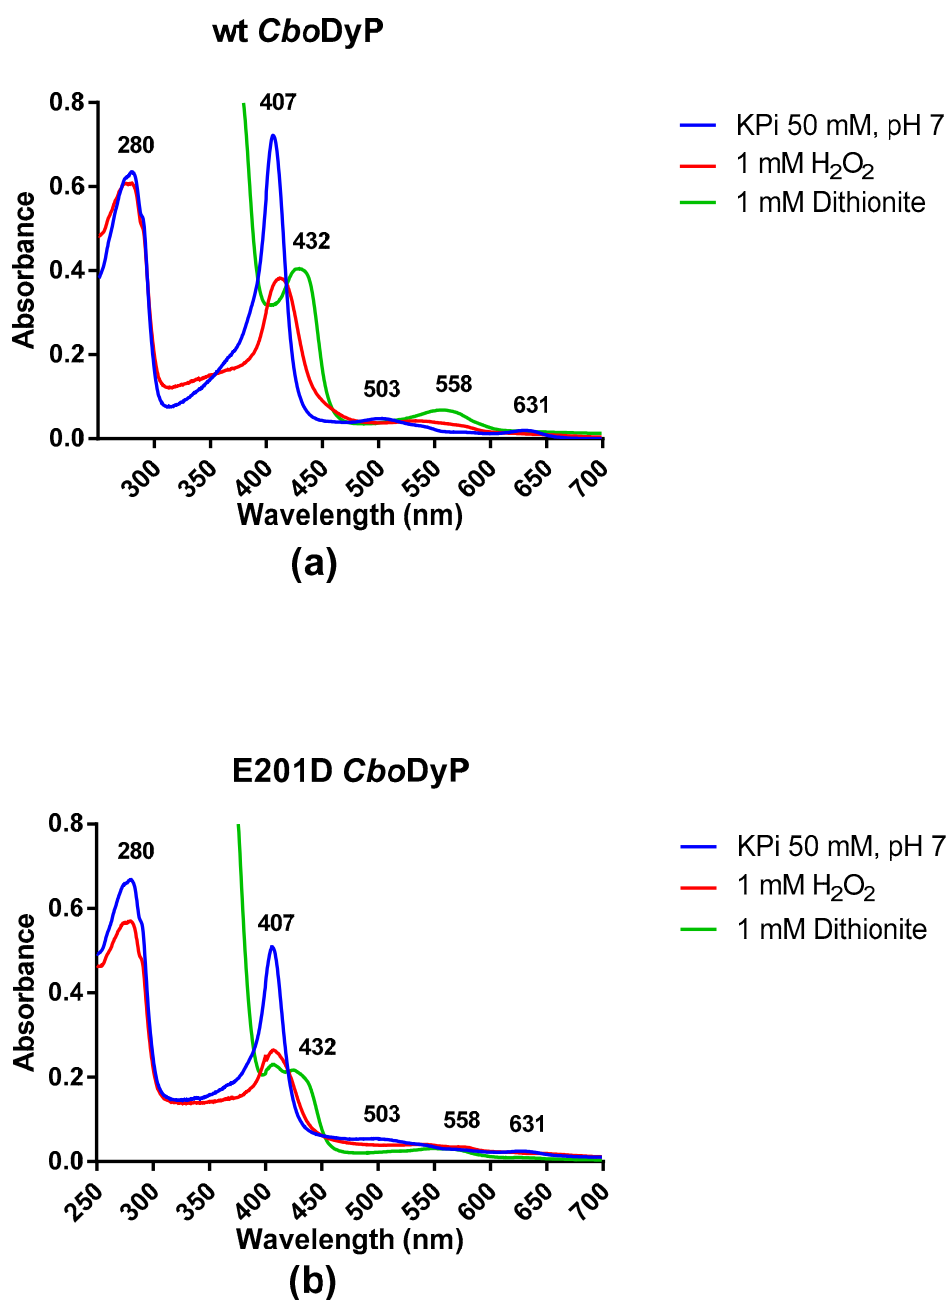 wt CboDyP
0.8
0.6
0.4
0.2
0.0
Absorbance
280
407
432
503
558
631
300
350
400
450
500
550
600
650
700
Wavelength (nm)
KPi 50 mM, pH 7
1 mM H₂O₂
1 mM Dithionite
(a)
E201D CboDyP
0.8
0.6
0.4
0.2
0.0
Absorbance
280
407
432
503
558
631
250
300
350
400
450
500
550
600
650
700
Wavelength (nm)
KPi 50 mM, pH 7
1 mM H₂O₂
1 mM Dithionite
(b)